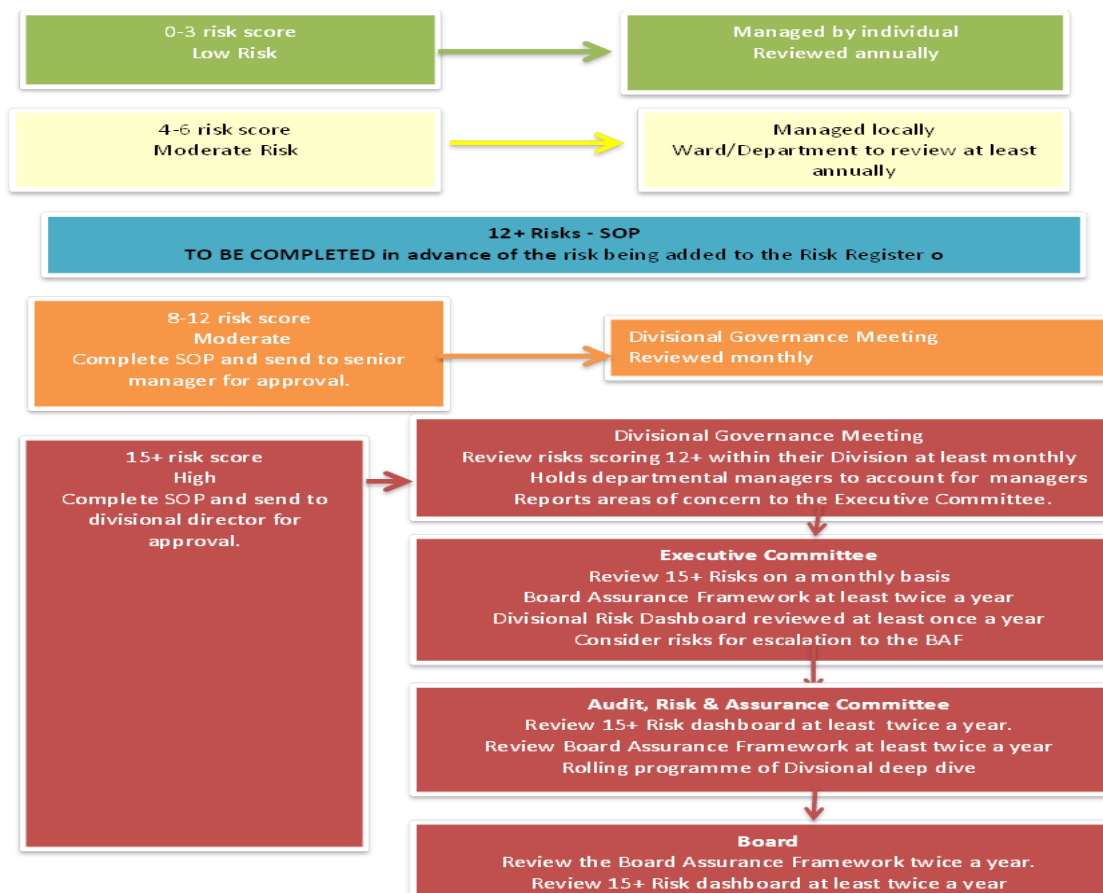 0-3 risk score
Low Risk
Managed by individual
Reviewed annually
4-6 risk score
Moderate Risk
Managed locally
Ward/Department to review at least
annually
12+ Risks - SOP
TO BE COMPLETED in advance of the risk being added to the Risk Register o
8-12 risk score
Moderate
Complete SOP and send to senior
manager for approval.
Divisional Governance Meeting
Reviewed monthly
15+ risk score
High
Complete SOP and send to
divisional director for
approval.
Divisional Governance Meeting
Review risks scoring 12+ within their Division at least monthly
Holds departmental managers to account for managers
Reports areas of concern to the Executive Committee.
Executive Committee
Review 15+ Risks on a monthly basis
Board Assurance Framework at least twice a year
Divisional Risk Dashboard reviewed at least once a year
Consider risks for escalation to the BAF
Audit, Risk & Assurance Committee
Review 15+ Risk dashboard at least twice a year.
Review Board Assurance Framework at least twice a year
Rolling programme of Divsional deep dive
Board
Review the Board Assurance Framework twice a year.
Review 15+ Risk dashboard at least twice a year